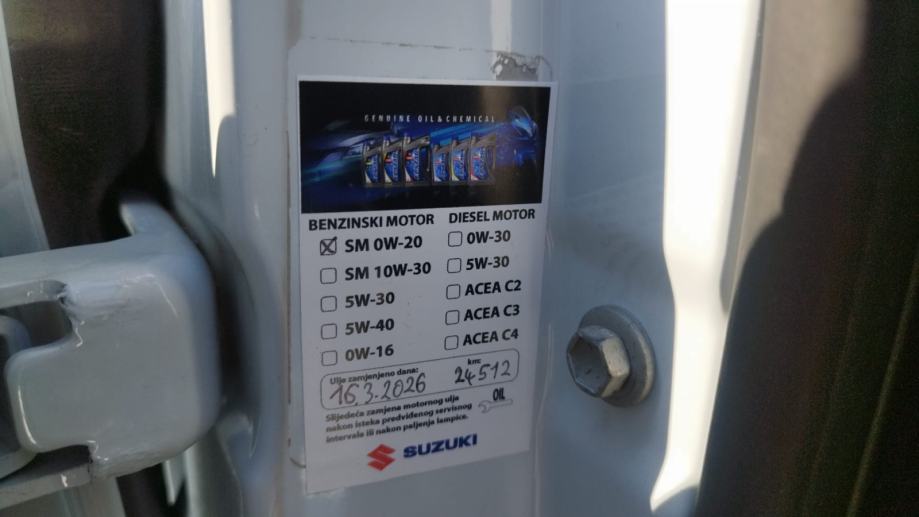 GENUINE OIL & CHEMICAL
BENZINSKI MOTOR
SM 0W-20
SM 10W-30
5W-30
5W-40
0W-16
DIESEL MOTOR
0W-30
5W-30
ACEA C2
ACEA C3
ACEA C4
Ulje zamjenjeno dana:
16.3.2026
km:
24512
Slijedeća zamjena motornog ulja
nakon isteka predviđenog servisnog
intervala ili nakon paljenja lampice.
OIL
SUZUKI